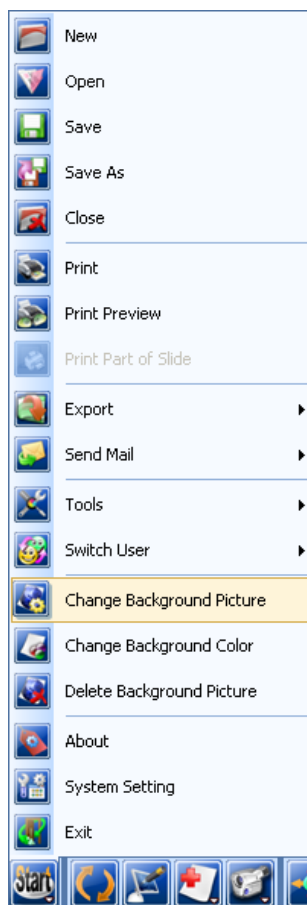 New
Open
Save
Save As
Close
Print
Print Preview
Print Part of Slide
Export
Send Mail
Tools
Switch User
Change Background Picture
Change Background Color
Delete Background Picture
About
System Setting
Exit
Start